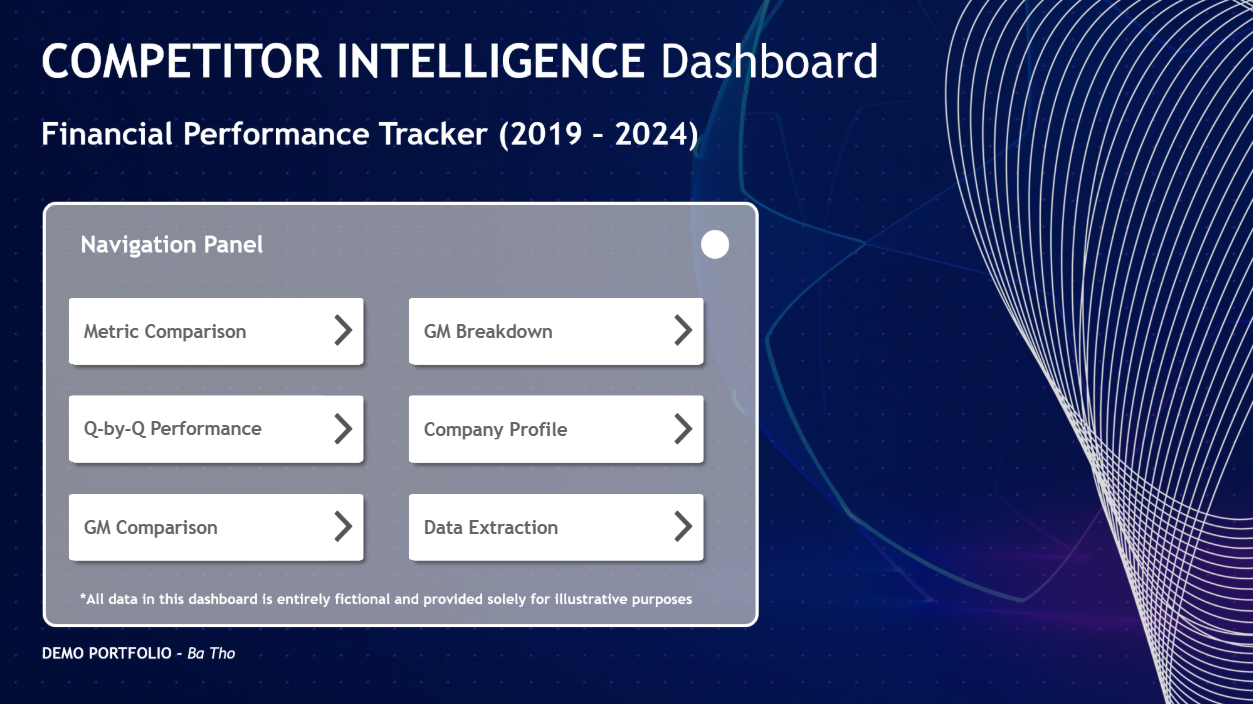 COMPETITOR INTELLIGENCE Dashboard
Financial Performance Tracker (2019 – 2024)
Navigation Panel
Metric Comparison
GM Breakdown
Q-by-Q Performance
Company Profile
GM Comparison
Data Extraction
*All data in this dashboard is entirely fictional and provided solely for illustrative purposes
DEMO PORTFOLIO – Ba Tho